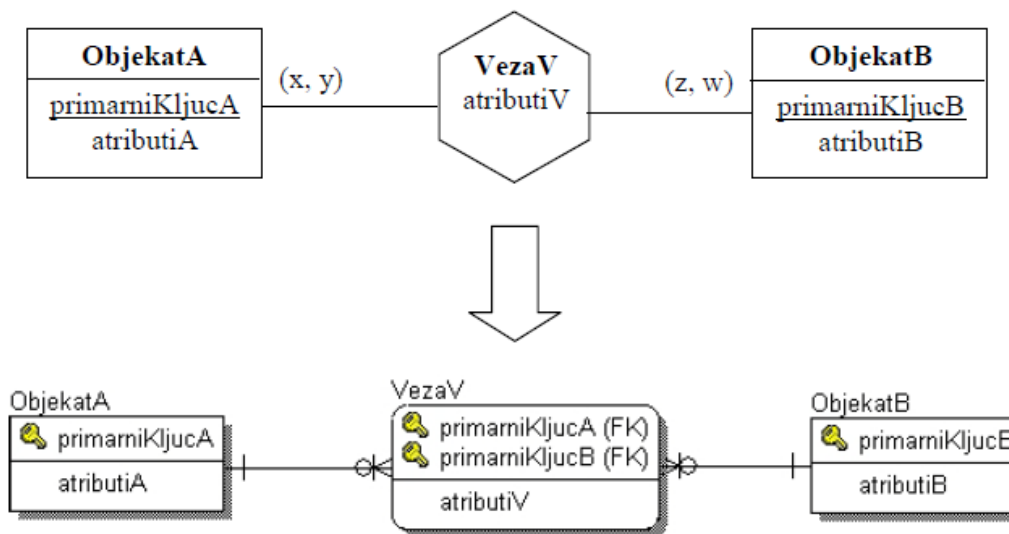 ObjekatA
primarniKljucA
atributiA
(x, y)
VezaV
atributiV
(z, w)
ObjekatB
primarniKljucB
atributiB
ObjekatA
primarniKljucA
atributiA
VezaV
primarniKljucA (FK)
primarniKljucB (FK)
atributiV
ObjekatB
primarniKljucB
atributiB